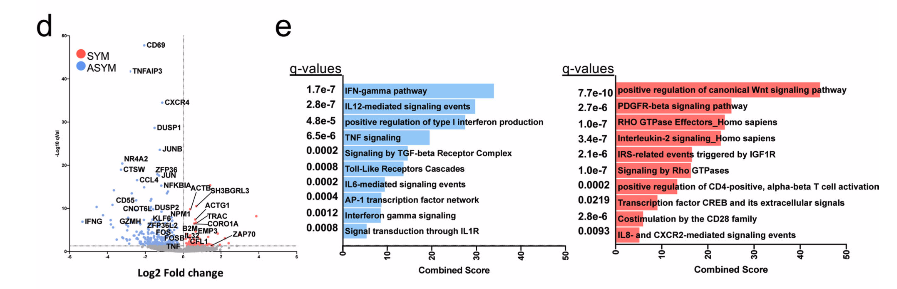 d
SYM
ASYM
CD69
TNFAIP3
CXCR4
DUSP1
JUNB
NR4A2
CTSW
ZFP36
JUN
CCL4
NFKBIA
ACTB
SH3BGRL3
CD55
CNOT6L
DUSP2
NPM1
TRAC
IFNG
GZMH
KLF6
CORO1A
ZFP36L2
B2M
EMP3
FOS
ZAP70
FOSB
IL32
CFL1
TNF
0
2
4
6
Log2 Fold change
e
q-values
1.7e-7 IFN-gamma pathway
2.8e-7 IL12-mediated signaling events
4.8e-5 positive regulation of type I interferon production
6.5e-6 TNF signaling
0.0002 Signaling by TGF-beta Receptor Complex
0.0008 Toll-Like Receptors Cascades
0.0002 IL6-mediated signaling events
0.0004 AP-1 transcription factor network
0.0012 Interferon gamma signaling
0.0008 Signal transduction through IL1R
0 10 20 30 40 50
Combined Score
q-values
7.7e-10 positive regulation of canonical Wnt signaling pathway
2.7e-6 PDGFR-beta signaling pathway
1.0e-7 RHO GTPase Effectors_Homo sapiens
3.4e-7 Interleukin-2 signaling_Homo sapiens
2.1e-6 IRS-related events triggered by IGF1R
1.0e-7 Signaling by Rho GTPases
0.0002 positive regulation of CD4-positive, alpha-beta T cell activation
0.0219 Transcription factor CREB and its extracellular signals
2.8e-6 Costimulation by the CD28 family
0.0093 IL8- and CXCR2-mediated signaling events
0 10 20 30 40 50
Combined Score